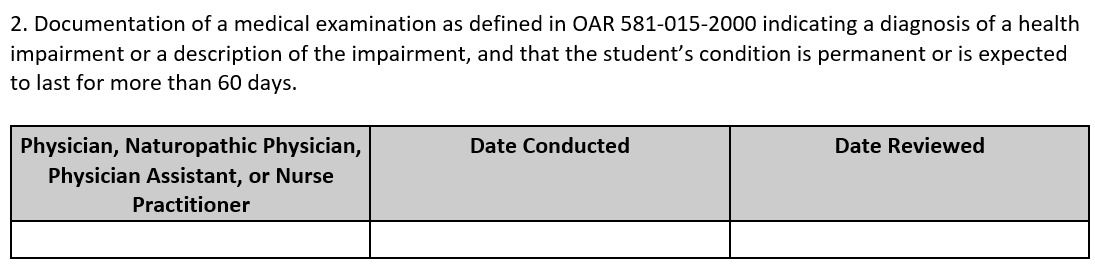 2. Documentation of a medical examination as defined in OAR 581-015-2000 indicating a diagnosis of a health
impairment or a description of the impairment, and that the student’s condition is permanent or is expected
to last for more than 60 days.
Physician, Naturopathic Physician,
Physician Assistant, or Nurse
Practitioner
Date Conducted
Date Reviewed